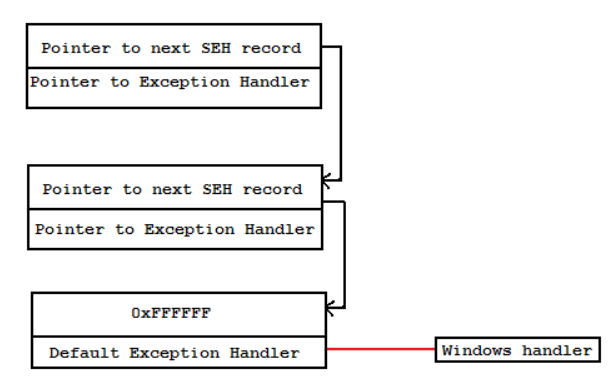 Pointer to next SEH record
Pointer to Exception Handler
Pointer to next SEH record
Pointer to Exception Handler
0xFFFFFF
Default Exception Handler
Windows handler